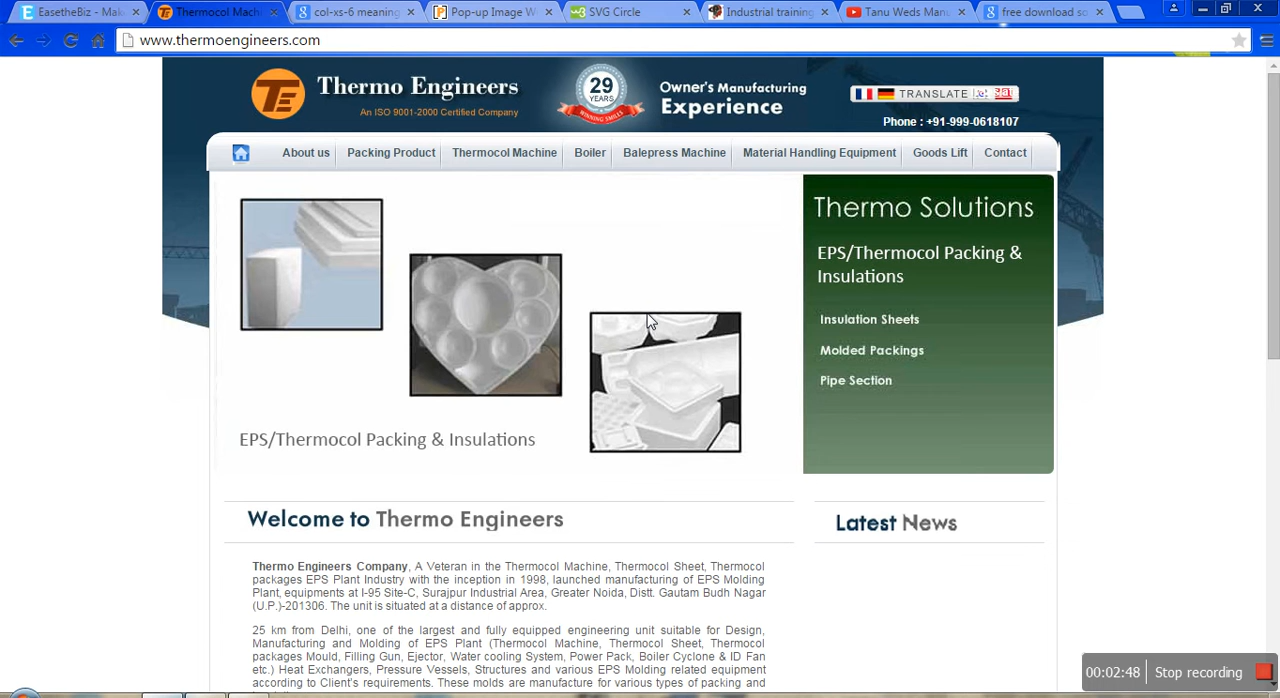 EasetheBiz - Mak
Thermocol Mach
col-xs-6 meaning
Pop-up Image W
SVG Circle
Industrial training
Tanu Weds Man
free download so
www.thermoengineers.com
TE
Thermo Engineers
An ISO 9001-2000 Certified Company
29
YEARS
WINNING SMILES
Owner's Manufacturing
Experience
TRANSLATE
Phone : +91-999-0618107
About us
Packing Product
Thermocol Machine
Boiler
Balepress Machine
Material Handling Equipment
Goods Lift
Contact
Thermo Solutions
EPS/Thermocol Packing &
Insulations
Insulation Sheets
Molded Packings
Pipe Section
EPS/Thermocol Packing & Insulations
Welcome to Thermo Engineers
Latest News
Thermo Engineers Company, A Veteran in the Thermocol Machine, Thermocol Sheet, Thermocol
packages EPS Plant Industry with the inception in 1998, launched manufacturing of EPS Molding
Plant, equipments at I-95 Site-C, Surajpur Industrial Area, Greater Noida, Distt. Gautam Budh Nagar
(U.P.)-201306. The unit is situated at a distance of approx.
25 km from Delhi, one of the largest and fully equipped engineering unit suitable for Design,
Manufacturing and Molding of EPS Plant (Thermocol Machine, Thermocol Sheet, Thermocol
packages Mould, Filling Gun, Ejector, Water cooling System, Power Pack, Boiler Cyclone & ID Fan
etc.) Heat Exchangers, Pressure Vessels, Structures and various EPS Molding related equipment
according to Client's requirements. These molds are manufacture for various types of packing and
00:02:48
Stop recording